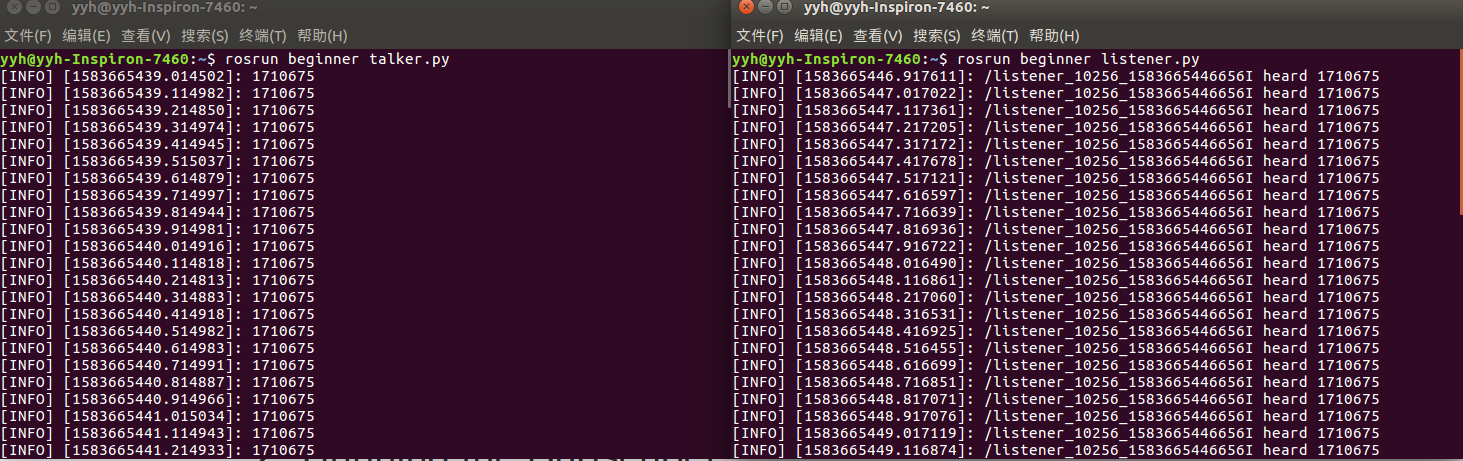 yyh@yyh-Inspiron-7460: ~
文件(F) 编辑(E) 查看(V) 搜索(S) 终端(T) 帮助(H)
yyh@yyh-Inspiron-7460:~$ rosrun beginner talker.py
[INFO] [1583665439.014502]: 1710675
[INFO] [1583665439.114982]: 1710675
[INFO] [1583665439.214850]: 1710675
[INFO] [1583665439.314974]: 1710675
[INFO] [1583665439.414945]: 1710675
[INFO] [1583665439.515037]: 1710675
[INFO] [1583665439.614879]: 1710675
[INFO] [1583665439.714997]: 1710675
[INFO] [1583665439.814944]: 1710675
[INFO] [1583665439.914981]: 1710675
[INFO] [1583665440.014916]: 1710675
[INFO] [1583665440.114818]: 1710675
[INFO] [1583665440.214813]: 1710675
[INFO] [1583665440.314883]: 1710675
[INFO] [1583665440.414918]: 1710675
[INFO] [1583665440.514982]: 1710675
[INFO] [1583665440.614983]: 1710675
[INFO] [1583665440.714991]: 1710675
[INFO] [1583665440.814887]: 1710675
[INFO] [1583665440.914966]: 1710675
[INFO] [1583665441.015034]: 1710675
[INFO] [1583665441.114943]: 1710675
[INFO] [1583665441.214933]: 1710675
yyh@yyh-Inspiron-7460: ~
文件(F) 编辑(E) 查看(V) 搜索(S) 终端(T) 帮助(H)
yyh@yyh-Inspiron-7460:~$ rosrun beginner listener.py
[INFO] [1583665446.917611]: /listener_10256_1583665446656I heard 1710675
[INFO] [1583665447.017022]: /listener_10256_1583665446656I heard 1710675
[INFO] [1583665447.117361]: /listener_10256_1583665446656I heard 1710675
[INFO] [1583665447.217205]: /listener_10256_1583665446656I heard 1710675
[INFO] [1583665447.317172]: /listener_10256_1583665446656I heard 1710675
[INFO] [1583665447.417678]: /listener_10256_1583665446656I heard 1710675
[INFO] [1583665447.517121]: /listener_10256_1583665446656I heard 1710675
[INFO] [1583665447.616597]: /listener_10256_1583665446656I heard 1710675
[INFO] [1583665447.716639]: /listener_10256_1583665446656I heard 1710675
[INFO] [1583665447.816936]: /listener_10256_1583665446656I heard 1710675
[INFO] [1583665447.916722]: /listener_10256_1583665446656I heard 1710675
[INFO] [1583665448.016490]: /listener_10256_1583665446656I heard 1710675
[INFO] [1583665448.116861]: /listener_10256_1583665446656I heard 1710675
[INFO] [1583665448.217060]: /listener_10256_1583665446656I heard 1710675
[INFO] [1583665448.316531]: /listener_10256_1583665446656I heard 1710675
[INFO] [1583665448.416925]: /listener_10256_1583665446656I heard 1710675
[INFO] [1583665448.516455]: /listener_10256_1583665446656I heard 1710675
[INFO] [1583665448.616699]: /listener_10256_1583665446656I heard 1710675
[INFO] [1583665448.716851]: /listener_10256_1583665446656I heard 1710675
[INFO] [1583665448.817071]: /listener_10256_1583665446656I heard 1710675
[INFO] [1583665448.917076]: /listener_10256_1583665446656I heard 1710675
[INFO] [1583665449.017119]: /listener_10256_1583665446656I heard 1710675
[INFO] [1583665449.116874]: /listener_10256_1583665446656I heard 1710675